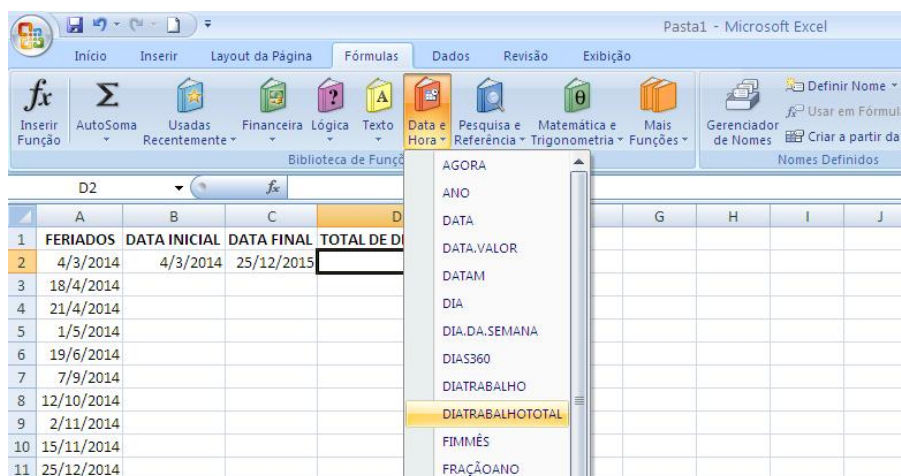 Pasta1 - Microsoft Excel
Início Inserir Layout da Página Fórmulas Dados Revisão Exibição
fx Σ ? A θ
Inserir Função AutoSoma Usadas Recentemente Financeira Lógica Texto Data e Hora Pesquisa e Referência Matemática e Trigonometria Mais Funções Gerenciador de Nomes
Definir Nome
fx Usar em Fórmul
Criar a partir da
Biblioteca de Funçõ Nomes Definidos
D2 fx
A B C D G H I J
1 FERIADOS DATA INICIAL DATA FINAL TOTAL DE DI
2 4/3/2014 4/3/2014 25/12/2015
3 18/4/2014
4 21/4/2014
5 1/5/2014
6 19/6/2014
7 7/9/2014
8 12/10/2014
9 2/11/2014
10 15/11/2014
11 25/12/2014
AGORA
ANO
DATA
DATA.VALOR
DATAM
DIA
DIA.DA.SEMANA
DIAS360
DIATRABALHO
DIATRABALHOTOTAL
FIMMÊS
FRAÇÃOANO